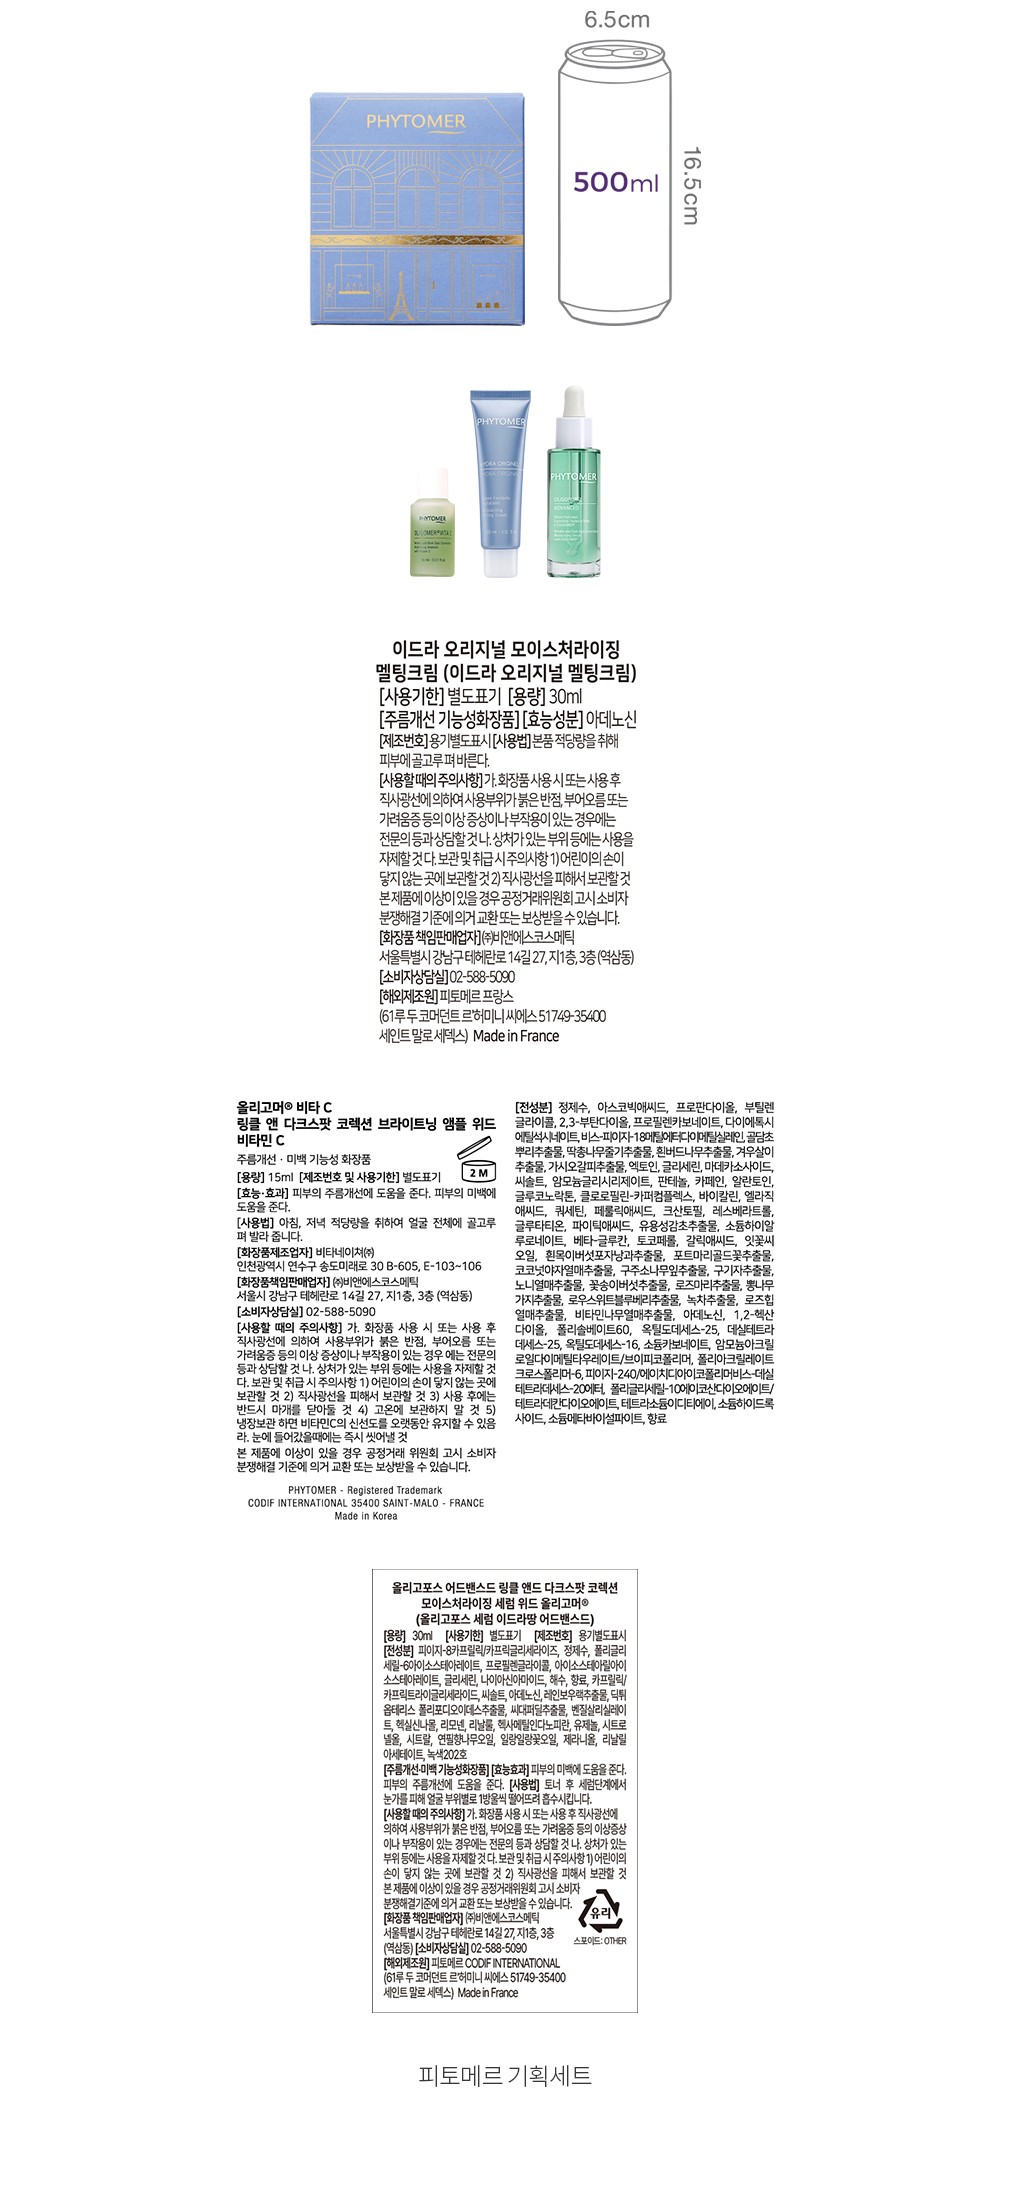 6.5cm
PHYTOMER
500ml
16.5cm
PHYTOMER
PHYTOMER
PHYTOMER
OLIGOMER®VITA C
ADVANCED
이드라 오리지널 모이스처라이징
멜팅크림 (이드라 오리지널 멜팅크림)
[사용기한] 별도표기 [용량] 30ml
[주름개선 기능성화장품] [효능성분] 아데노신
[제조번호] 용기별도표시 [사용법] 본품 적당량을 취해
피부에 골고루 펴 바른다.
[사용할 때의 주의사항] 가. 화장품 사용 시 또는 사용 후
직사광선에 의하여 사용부위가 붉은 반점, 부어오름 또는
가려움증 등의 이상 증상이나 부작용이 있는 경우에는
전문의 등과 상담할 것 나. 상처가 있는 부위 등에는 사용을
자제할 것 다. 보관 및 취급 시 주의사항 1) 어린이의 손이
닿지 않는 곳에 보관할 것 2) 직사광선을 피해서 보관할 것
본 제품에 이상이 있을 경우 공정거래위원회 고시 소비자
분쟁해결 기준에 의거 교환 또는 보상받을 수 있습니다.
[화장품 책임판매업자] ㈜비앤에스코스메틱
서울특별시 강남구 테헤란로 14길 27, 지1층, 3층 (역삼동)
[소비자상담실] 02-588-5090
[해외제조원] 피토메르 프랑스
(61루 두 코머던트 르'허미니 씨에스 51749-35400
세인트 말로 세덱스) Made in France
올리고머® 비타 C
링클 앤 다크스팟 코렉션 브라이트닝 앰플 위드
비타민 C
주름개선 · 미백 기능성 화장품
2 M
[용량] 15ml [제조번호 및 사용기한] 별도표기
[효능·효과] 피부의 주름개선에 도움을 준다. 피부의 미백에
도움을 준다.
[사용법] 아침, 저녁 적당량을 취하여 얼굴 전체에 골고루
펴 발라 줍니다.
[화장품제조업자] 비타네이쳐㈜
인천광역시 연수구 송도미래로 30 B-605, E-103~106
[화장품책임판매업자] ㈜비앤에스코스메틱
서울시 강남구 테헤란로 14길 27, 지1층, 3층 (역삼동)
[소비자상담실] 02-588-5090
[사용할 때의 주의사항] 가. 화장품 사용 시 또는 사용 후
직사광선에 의하여 사용부위가 붉은 반점, 부어오름 또는
가려움증 등의 이상 증상이나 부작용이 있는 경우 에는 전문의
등과 상담할 것 나. 상처가 있는 부위 등에는 사용을 자제할 것
다. 보관 및 취급 시 주의사항 1) 어린이의 손이 닿지 않는 곳에
보관할 것 2) 직사광선을 피해서 보관할 것 3) 사용 후에는
반드시 마개를 닫아둘 것 4) 고온에 보관하지 말 것 5)
냉장보관 하면 비타민C의 신선도를 오랫동안 유지할 수 있음
라. 눈에 들어갔을때에는 즉시 씻어낼 것
본 제품에 이상이 있을 경우 공정거래 위원회 고시 소비자
분쟁해결 기준에 의거 교환 또는 보상받을 수 있습니다.
PHYTOMER - Registered Trademark
CODIF INTERNATIONAL 35400 SAINT-MALO - FRANCE
Made in Korea
[전성분] 정제수, 아스코빅애씨드, 프로판다이올, 부틸렌
글라이콜, 2,3-부탄다이올, 프로필렌카보네이트, 다이에톡시
에틸석시네이트, 비스-피이지-18메틸에터다이메틸실레인, 골담초
뿌리추출물, 딱총나무줄기추출물, 흰버드나무추출물, 겨우살이
추출물, 가시오갈피추출물, 엑토인, 글리세린, 마데카소사이드,
씨솔트, 암모늄글리시리제이트, 판테놀, 카페인, 알란토인,
글루코노락톤, 클로로필린-카퍼컴플렉스, 바이칼린, 엘라직
애씨드, 쿼세틴, 페룰릭애씨드, 크산토필, 레스베라트롤,
글루타티온, 파이틱애씨드, 유용성감초추출물, 소듐하이알
루로네이트, 베타-글루칸, 토코페롤, 갈릭애씨드, 잇꽃씨
오일, 흰목이버섯포자낭과추출물, 포트마리골드꽃추출물,
코코넛야자열매추출물, 구주소나무잎추출물, 구기자추출물,
노니열매추출물, 꽃송이버섯추출물, 로즈마리추출물, 뽕나무
가지추출물, 로우스위트블루베리추출물, 녹차추출물, 로즈힙
열매추출물, 비타민나무열매추출물, 아데노신, 1,2-헥산
다이올, 폴리솔베이트60, 옥틸도데세스-25, 데실테트라
데세스-25, 옥틸도데세스-16, 소듐카보네이트, 암모늄아크릴
로일다이메틸타우레이트/브이피코폴리머, 폴리아크릴레이트
크로스폴리머-6, 피이지-240/에이치디아이코폴리머비스-데실
테트라데세스-20에터, 폴리글리세릴-10에이코산다이오에이트/
테트라데칸다이오에이트, 테트라소듐이디티에이, 소듐하이드록
사이드, 소듐메타바이설파이트, 향료
올리고포스 어드밴스드 링클 앤드 다크스팟 코렉션
모이스처라이징 세럼 위드 올리고머®
(올리고포스 세럼 이드라땅 어드밴스드)
[용량] 30ml [사용기한] 별도표기 [제조번호] 용기별도표시
[전성분] 피이지-8카프릴릭/카프릭글리세라이즈, 정제수, 폴리글리
세릴-6아이소스테아레이트, 프로필렌글라이콜, 아이소스테아릴아이
소스테아레이트, 글리세린, 나이아신아마이드, 해수, 향료, 카프릴릭/
카프릭트라이글리세라이드, 씨솔트, 아데노신, 레인보우랙추출물, 딕튀
옵테리스 폴리포디오이데스추출물, 씨대퍼딜추출물, 벤질살리실레이
트, 헥실신나몰, 리모넨, 리날룰, 헥사메틸인다노피란, 유제놀, 시트로
넬올, 시트랄, 연필향나무오일, 일랑일랑꽃오일, 제라니올, 리날릴
아세테이트, 녹색202호
[주름개선·미백 기능성화장품] [효능효과] 피부의 미백에 도움을 준다.
피부의 주름개선에 도움을 준다. [사용법] 토너 후 세럼단계에서
눈가를 피해 얼굴 부위별로 1방울씩 떨어뜨려 흡수시킵니다.
[사용할 때의 주의사항] 가. 화장품 사용 시 또는 사용 후 직사광선에
의하여 사용부위가 붉은 반점, 부어오름 또는 가려움증 등의 이상증상
이나 부작용이 있는 경우에는 전문의 등과 상담할 것 나. 상처가 있는
부위 등에는 사용을 자제할 것 다. 보관 및 취급 시 주의사항 1) 어린이의
손이 닿지 않는 곳에 보관할 것 2) 직사광선을 피해서 보관할 것
본 제품에 이상이 있을 경우 공정거래위원회 고시 소비자
분쟁해결기준에 의거 교환 또는 보상받을 수 있습니다.
[화장품 책임판매업자] ㈜비앤에스코스메틱
서울특별시 강남구 테헤란로 14길 27, 지1층, 3층
(역삼동) [소비자상담실] 02-588-5090
[해외제조원] 피토메르 CODIF INTERNATIONAL
(61루 두 코머던트 르'허미니 씨에스 51749-35400
세인트 말로 세덱스) Made in France
유리
스포이드: OTHER
피토메르 기획세트